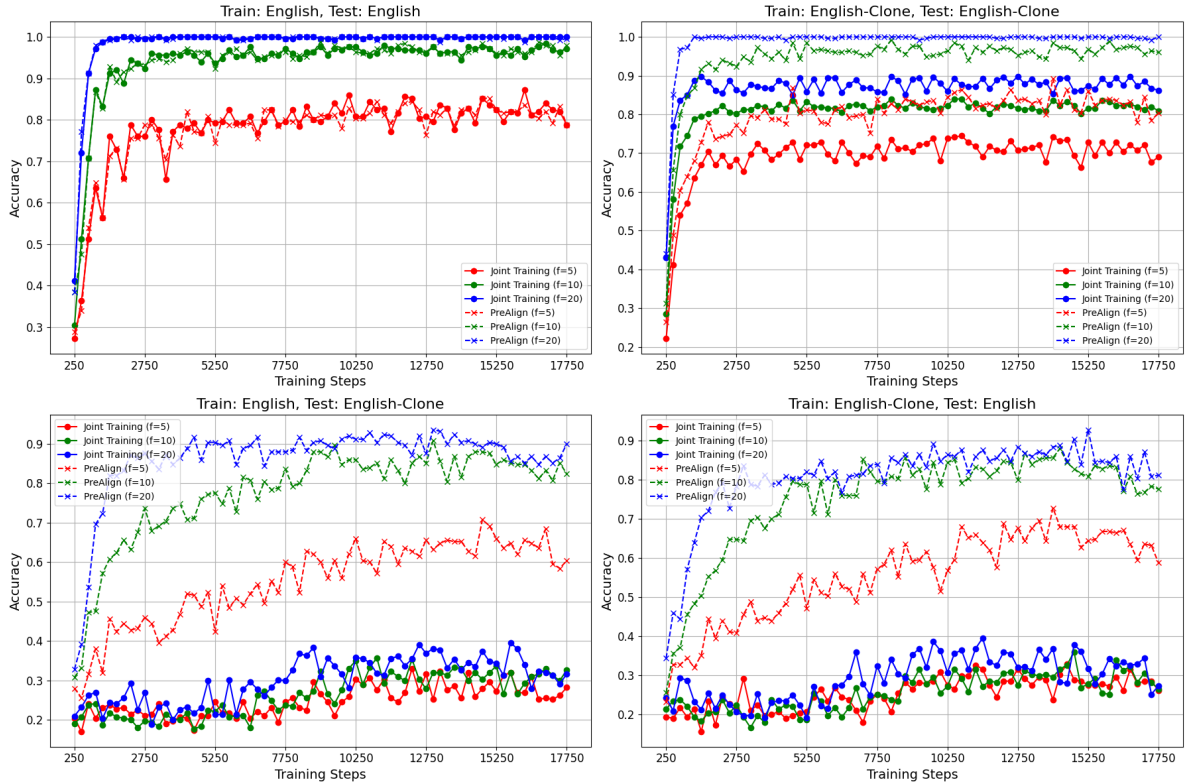 Train: English, Test: English
1.0
0.9
0.8
0.7
0.6
0.5
0.4
0.3
Accuracy
250
2750
5250
7750
10250
12750
15250
17750
Training Steps
Joint Training (f=5)
Joint Training (f=10)
Joint Training (f=20)
PreAlign (f=5)
PreAlign (f=10)
PreAlign (f=20)
Train: English-Clone, Test: English-Clone
1.0
0.9
0.8
0.7
0.6
0.5
0.4
0.3
0.2
Accuracy
250
2750
5250
7750
10250
12750
15250
17750
Training Steps
Joint Training (f=5)
Joint Training (f=10)
Joint Training (f=20)
PreAlign (f=5)
PreAlign (f=10)
PreAlign (f=20)
Train: English, Test: English-Clone
Joint Training (f=5)
Joint Training (f=10)
Joint Training (f=20)
PreAlign (f=5)
PreAlign (f=10)
PreAlign (f=20)
0.9
0.8
0.7
0.6
0.5
0.4
0.3
0.2
Accuracy
250
2750
5250
7750
10250
12750
15250
17750
Training Steps
Train: English-Clone, Test: English
Joint Training (f=5)
Joint Training (f=10)
Joint Training (f=20)
PreAlign (f=5)
PreAlign (f=10)
PreAlign (f=20)
0.9
0.8
0.7
0.6
0.5
0.4
0.3
0.2
Accuracy
250
2750
5250
7750
10250
12750
15250
17750
Training Steps